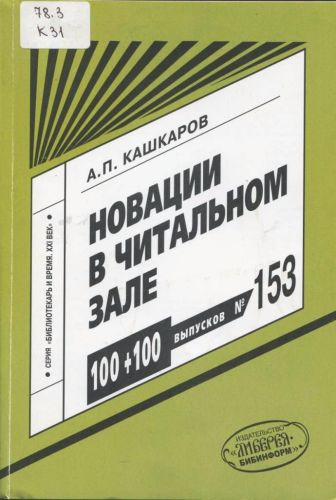 78.3
К31
А.П. КАШКАРОВ
НОВАЦИИ
В ЧИТАЛЬНОМ
ЗАЛЕ
100+100 ВЫПУСКОВ № 153
• СЕРИЯ «БИБЛИОТЕКАРЬ И ВРЕМЯ. XXI ВЕК» •
ИЗДАТЕЛЬСТВО
«ЛИБЕРЕЯ-
БИБИНФОРМ»